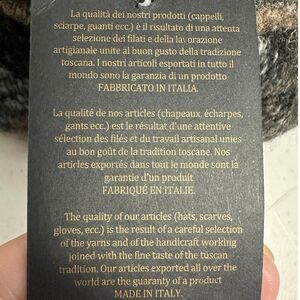 La qualità dei nostri prodotti (cappelli,
sciarpe, guanti ecc.) è il risultato di una attenta
selezione dei filati e della lavorazione
artigianale unite al buon gusto della tradizione
toscana. I nostri articoli esportati in tutto il
mondo sono la garanzia di un prodotto
FABBRICATO IN ITALIA.
La qualité de nos articles (chapeaux, écharpes,
gants ecc.) est le résultat d'une attentive
sélection des filés et du travail artisanal unies
au bon goût de la tradition toscane. Nos
articles exportés dans tout le monde sont la
garantie d'un produit
FABRIQUÉ EN ITALIE.
The quality of our articles (hats, scarves,
gloves, ecc.) is the result of a careful selection
of the yarns and of the handicraft working
joined with the fine taste of the tuscan
tradition. Our articles exported all over the
world are the guaranty of a product
MADE IN ITALY.